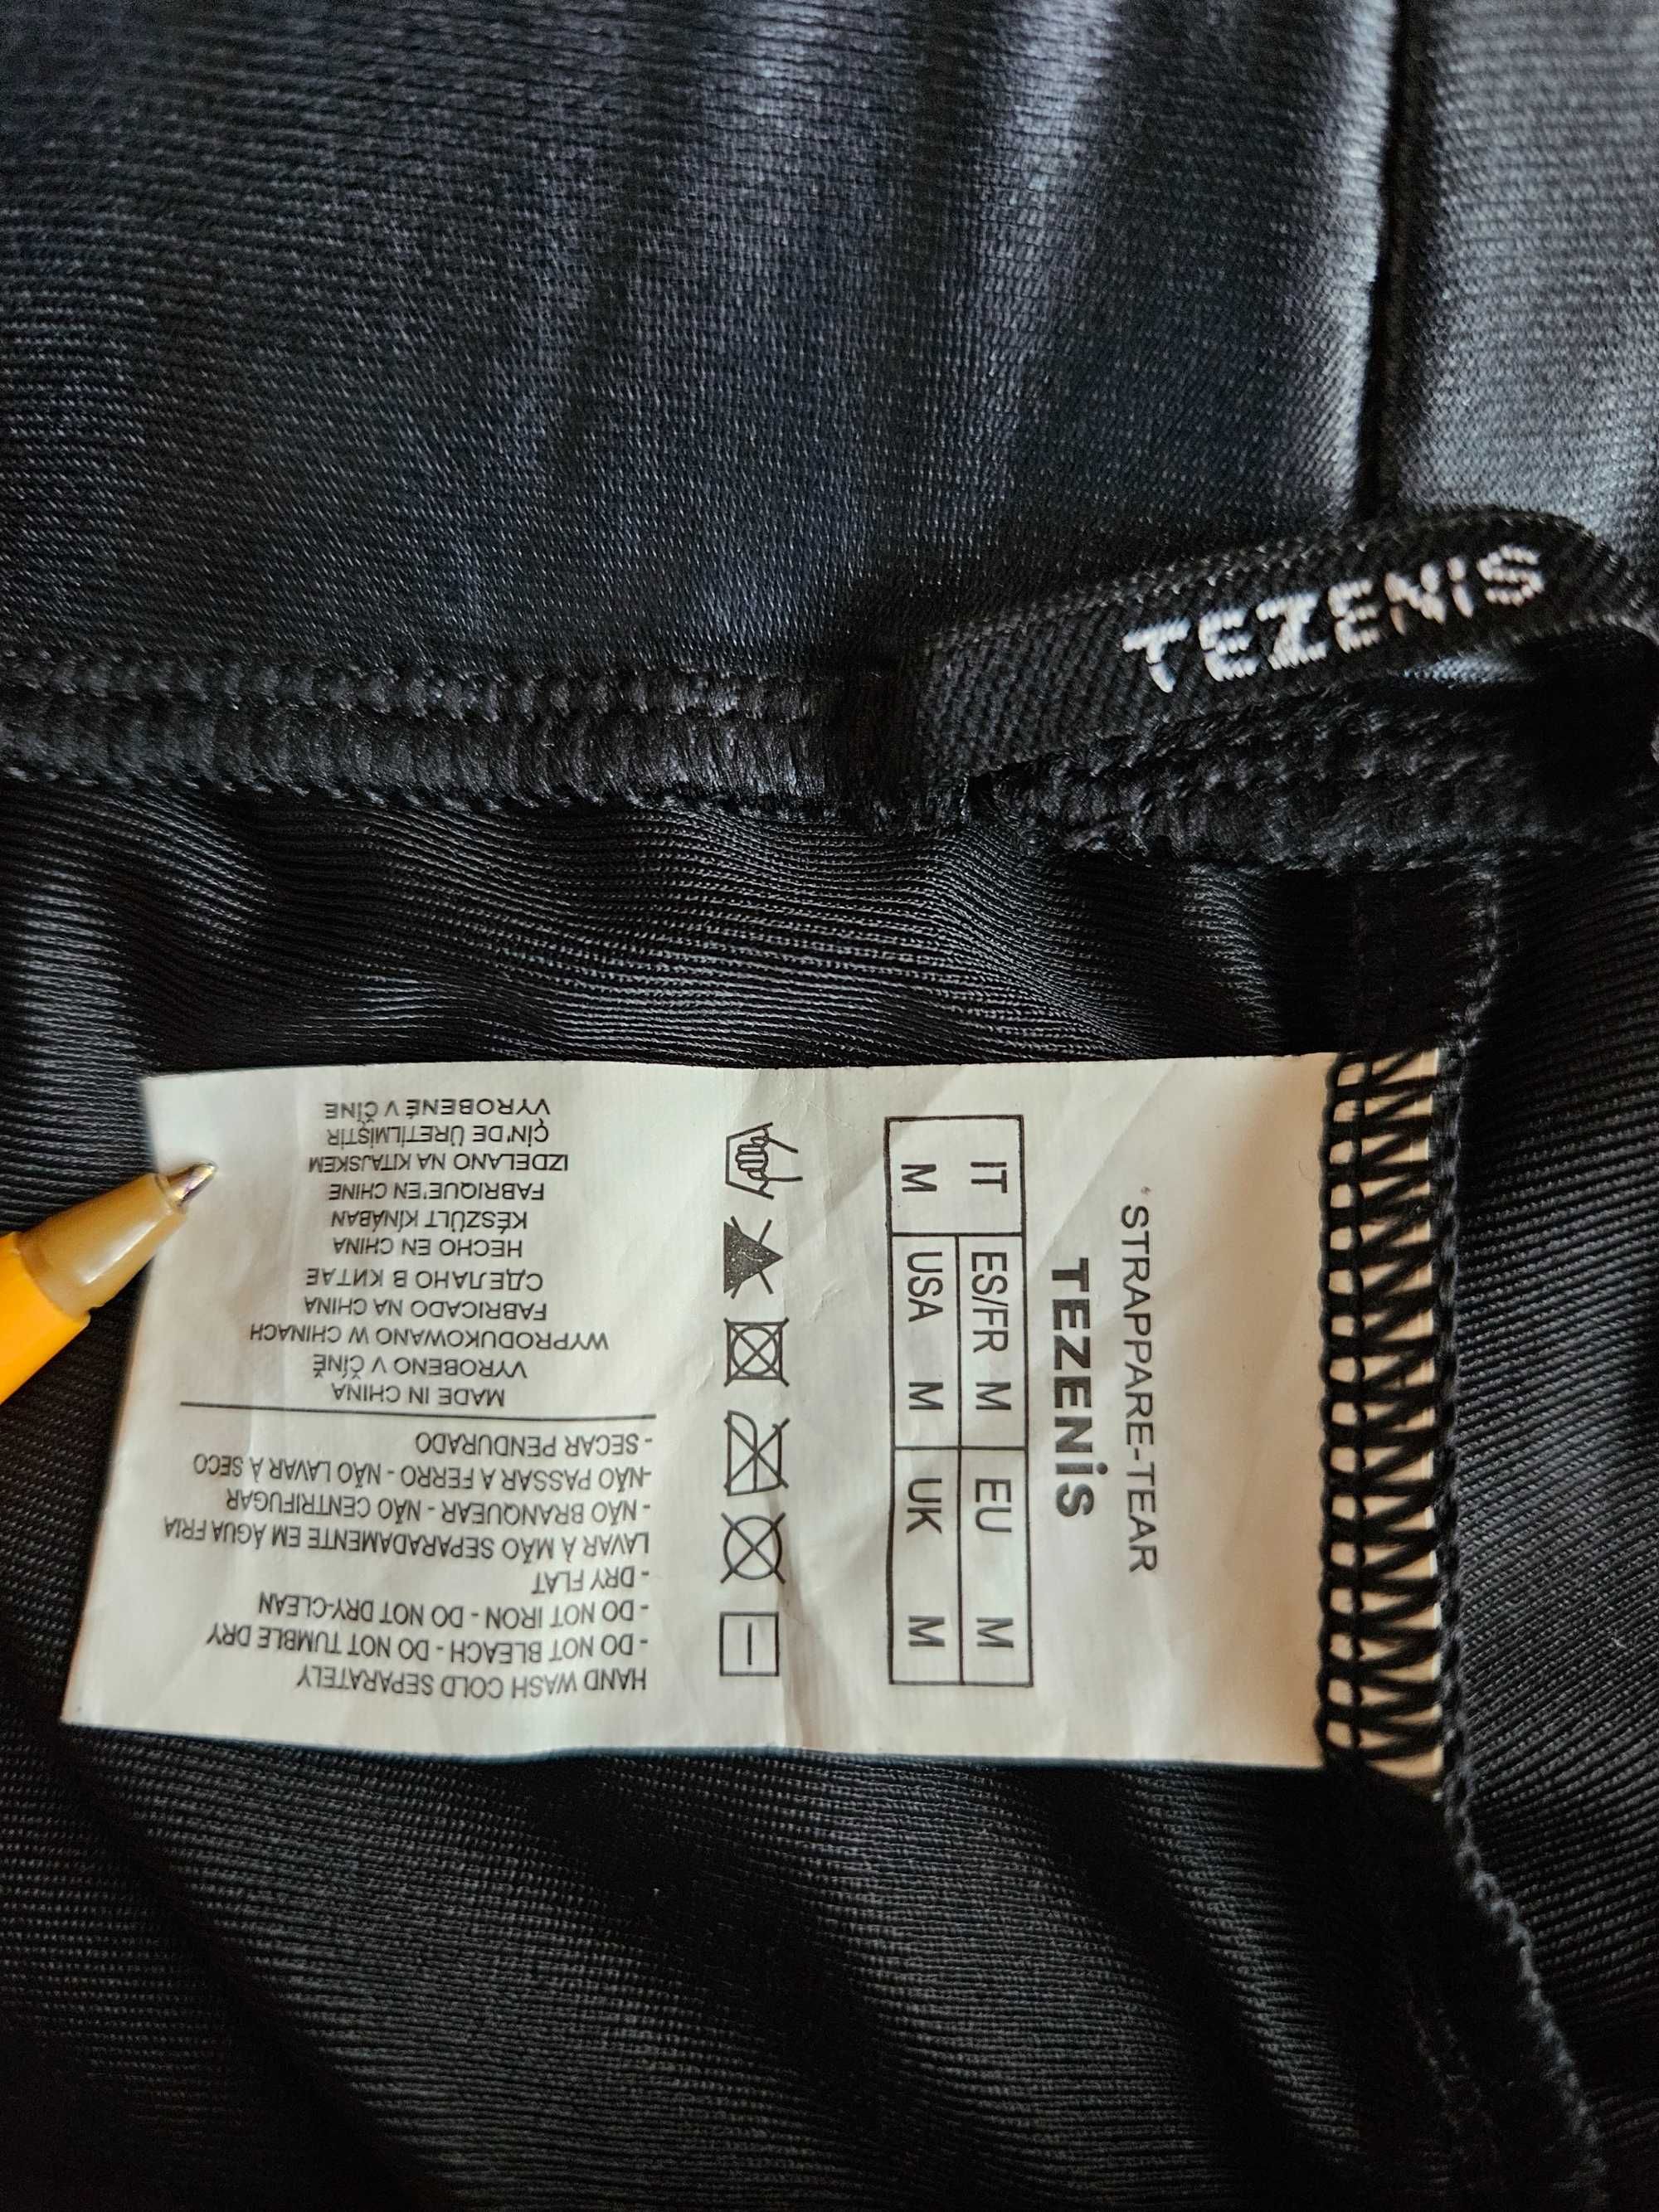 TEZENIS
* STRAPPARE-TEAR
TEZENiS
IT ES/FR M EU M
M USA M UK M
HAND WASH COLD SEPARATELY
- DO NOT BLEACH - DO NOT TUMBLE DRY
- DO NOT IRON - DO NOT DRY-CLEAN
- DRY FLAT
LAVAR À MÃO SEPARADAMENTE EM ÁGUA FRIA
- NÃO BRANQUEAR - NÃO CENTRIFUGAR
-NÃO PASSAR A FERRO - NÃO LAVAR À SECO
- SECAR PENDURADO
MADE IN CHINA
VYROBENO V ČÍNĚ
WYPRODUKOWANO W CHINACH
FABRICADO NA CHINA
СДЕЛАНО В КИТАЕ
HECHO EN CHINA
KÉSZÜLT KÍNÁBAN
FABRIQUE'EN CHINE
IZDELANO NA KITAJSKEM
ÇİN'DE ÜRETİLMİŞTİR
VYROBENÉ V ČÍNE